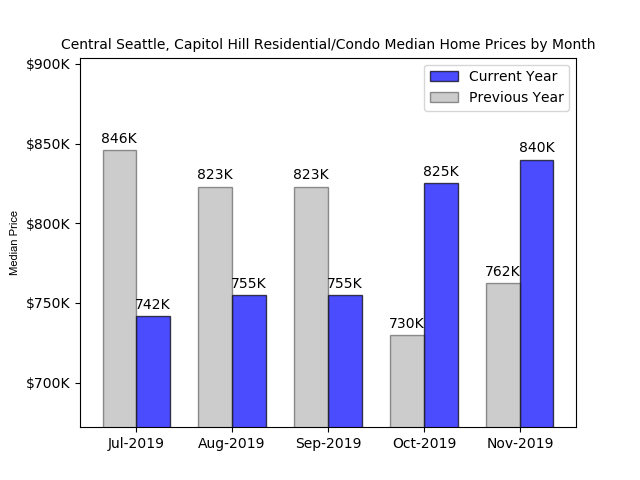 Central Seattle, Capitol Hill Residential/Condo Median Home Prices by Month
$900K
$850K
$800K
$750K
$700K
Median Price
Current Year
Previous Year
846K
742K
823K
755K
823K
755K
730K
825K
762K
840K
Jul-2019
Aug-2019
Sep-2019
Oct-2019
Nov-2019